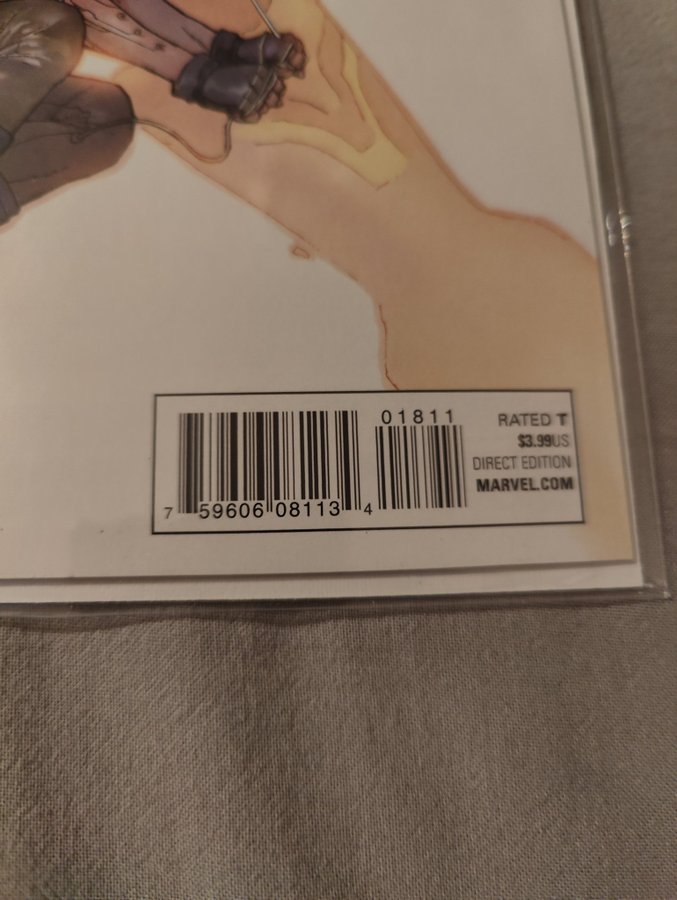 01811
7 59606 08113 4
RATED T
$3.99US
DIRECT EDITION
MARVEL.COM